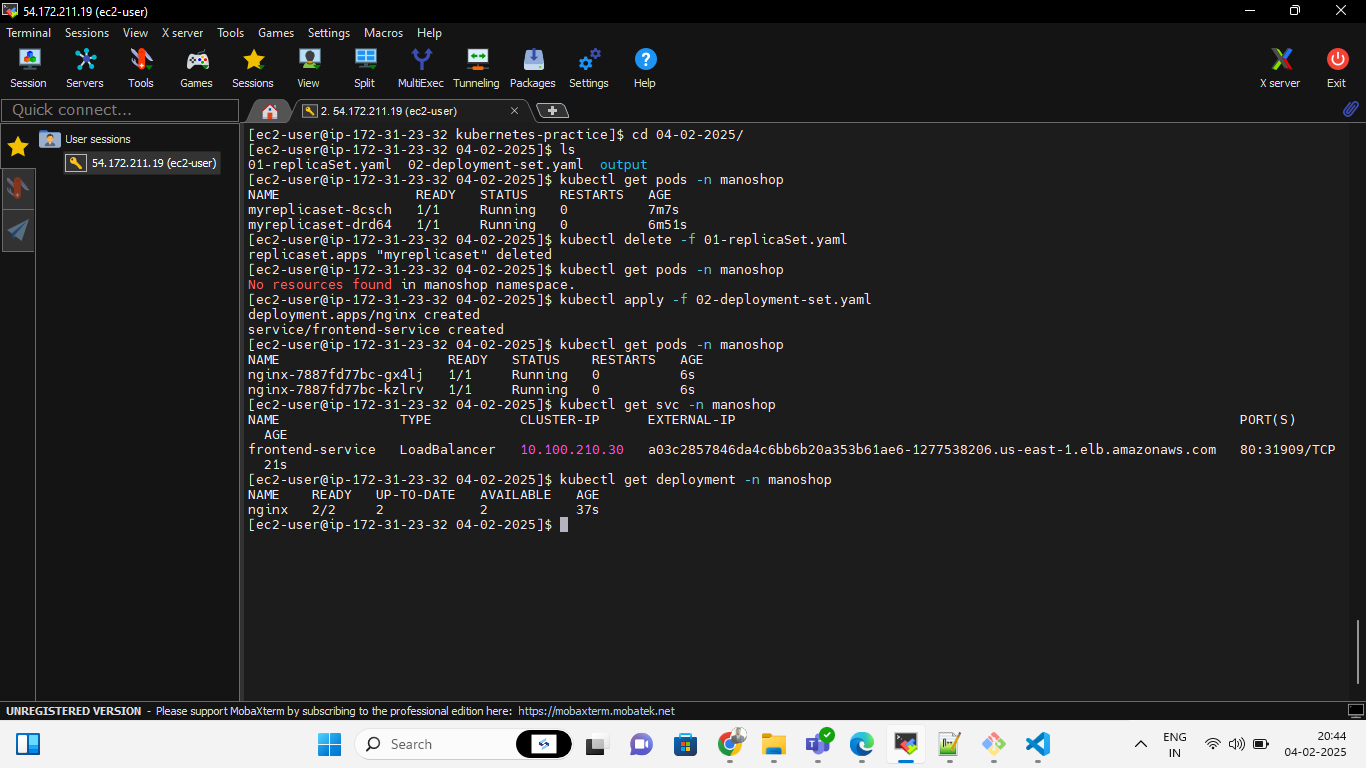 54.172.211.19 (ec2-user)
Terminal Sessions View X server Tools Games Settings Macros Help
Session Servers Tools Games Sessions View Split MultiExec Tunneling Packages Settings Help X server Exit
Quick connect...
2. 54.172.211.19 (ec2-user)
User sessions
54.172.211.19 (ec2-user)
[ec2-user@ip-172-31-23-32 kubernetes-practice]$ cd 04-02-2025/
[ec2-user@ip-172-31-23-32 04-02-2025]$ ls
01-replicaSet.yaml 02-deployment-set.yaml output
[ec2-user@ip-172-31-23-32 04-02-2025]$ kubectl get pods -n manoshop
NAME READY STATUS RESTARTS AGE
myreplicaset-8csch 1/1 Running 0 7m7s
myreplicaset-drd64 1/1 Running 0 6m51s
[ec2-user@ip-172-31-23-32 04-02-2025]$ kubectl delete -f 01-replicaSet.yaml
replicaset.apps "myreplicaset" deleted
[ec2-user@ip-172-31-23-32 04-02-2025]$ kubectl get pods -n manoshop
No resources found in manoshop namespace.
[ec2-user@ip-172-31-23-32 04-02-2025]$ kubectl apply -f 02-deployment-set.yaml
deployment.apps/nginx created
service/frontend-service created
[ec2-user@ip-172-31-23-32 04-02-2025]$ kubectl get pods -n manoshop
NAME READY STATUS RESTARTS AGE
nginx-7887fd77bc-gx4lj 1/1 Running 0 6s
nginx-7887fd77bc-kzlrv 1/1 Running 0 6s
[ec2-user@ip-172-31-23-32 04-02-2025]$ kubectl get svc -n manoshop
NAME TYPE CLUSTER-IP EXTERNAL-IP PORT(S)
AGE
frontend-service LoadBalancer 10.100.210.30 a03c2857846da4c6bb6b20a353b61ae6-1277538206.us-east-1.elb.amazonaws.com 80:31909/TCP
21s
[ec2-user@ip-172-31-23-32 04-02-2025]$ kubectl get deployment -n manoshop
NAME READY UP-TO-DATE AVAILABLE AGE
nginx 2/2 2 2 37s
[ec2-user@ip-172-31-23-32 04-02-2025]$
UNREGISTERED VERSION - Please support MobaXterm by subscribing to the professional edition here: https://mobaxterm.mobatek.net
Search
ENG
IN
20:44
04-02-2025